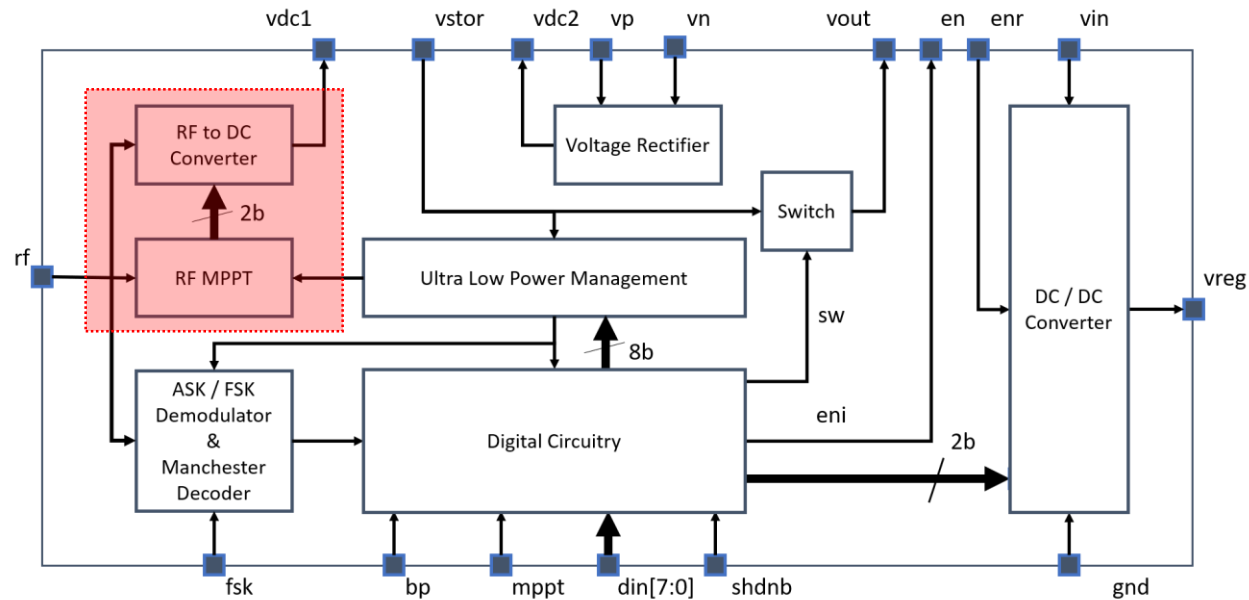 vdc1
vstor
vdc2
vp
vn
vout
en
enr
vin
RF to DC
Converter
Voltage Rectifier
2b
Switch
rf
RF MPPT
Ultra Low Power Management
vreg
DC / DC
Converter
sw
8b
ASK / FSK
Demodulator
&
Manchester
Decoder
Digital Circuitry
eni
2b
fsk
bp
mppt
din[7:0]
shdnb
gnd